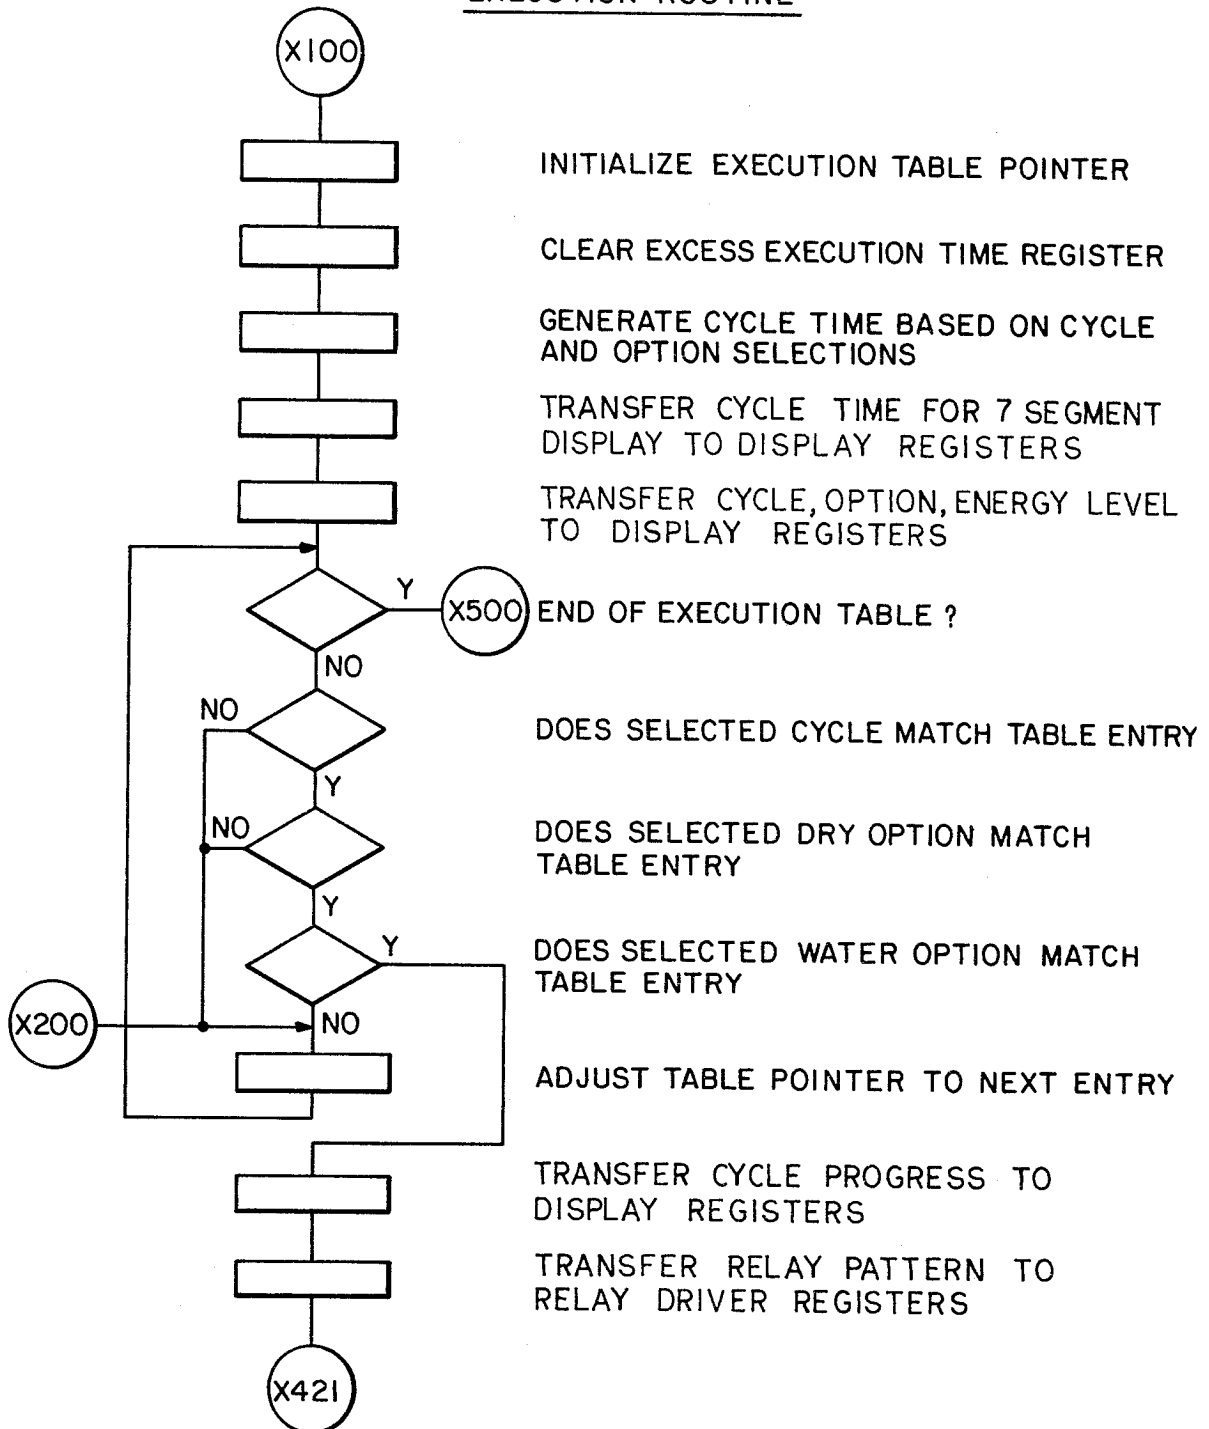 EXECUTION ROUTINE
X100
INITIALIZE EXECUTION TABLE POINTER
CLEAR EXCESS EXECUTION TIME REGISTER
GENERATE CYCLE TIME BASED ON CYCLE
AND OPTION SELECTIONS
TRANSFER CYCLE TIME FOR 7 SEGMENT
DISPLAY TO DISPLAY REGISTERS
TRANSFER CYCLE, OPTION, ENERGY LEVEL
TO DISPLAY REGISTERS
Y
X500 END OF EXECUTION TABLE ?
NO
NO
DOES SELECTED CYCLE MATCH TABLE ENTRY
Y
NO
DOES SELECTED DRY OPTION MATCH
TABLE ENTRY
Y
Y
DOES SELECTED WATER OPTION MATCH
TABLE ENTRY
X200
NO
ADJUST TABLE POINTER TO NEXT ENTRY
TRANSFER CYCLE PROGRESS TO
DISPLAY REGISTERS
TRANSFER RELAY PATTERN TO
RELAY DRIVER REGISTERS
X421